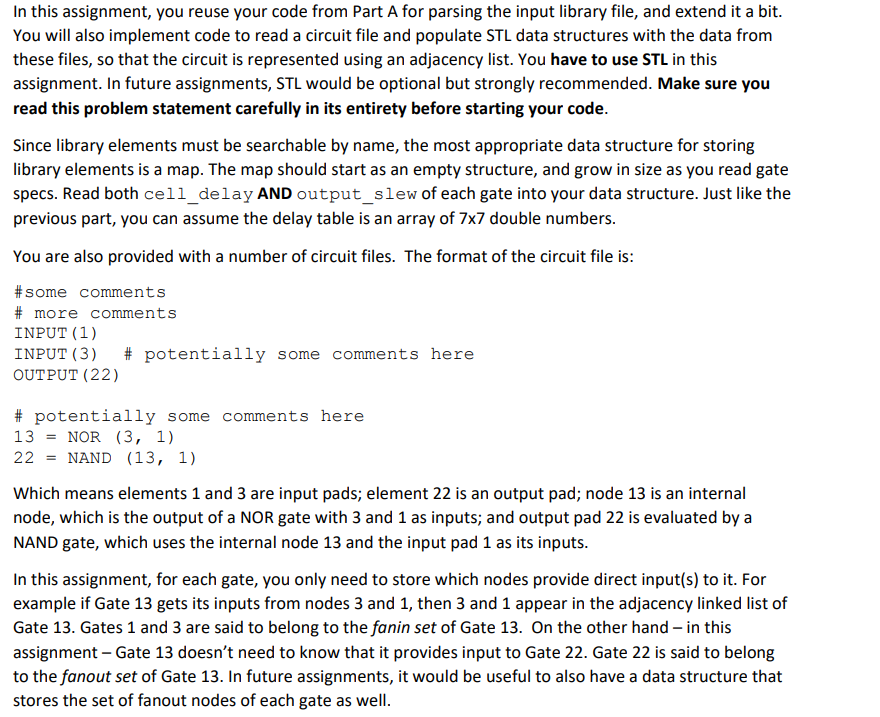 In this assignment, you reuse your code from Part A for parsing the input library file, and extend it a bit.
You will also implement code to read a circuit file and populate STL data structures with the data from
these files, so that the circuit is represented using an adjacency list. You have to use STL in this
assignment. In future assignments, STL would be optional but strongly recommended. Make sure you
read this problem statement carefully in its entirety before starting your code.
Since library elements must be searchable by name, the most appropriate data structure for storing
library elements is a map. The map should start as an empty structure, and grow in size as you read gate
specs. Read both cell_delay AND output_slew of each gate into your data structure. Just like the
previous part, you can assume the delay table is an array of 7x7 double numbers.
You are also provided with a number of circuit files. The format of the circuit file is:
#some comments
# more comments
INPUT(1)
INPUT(3) # potentially some comments here
OUTPUT(22)
# potentially some comments here
13 = NOR (3, 1)
22 = NAND (13, 1)
Which means elements 1 and 3 are input pads; element 22 is an output pad; node 13 is an internal
node, which is the output of a NOR gate with 3 and 1 as inputs; and output pad 22 is evaluated by a
NAND gate, which uses the internal node 13 and the input pad 1 as its inputs.
In this assignment, for each gate, you only need to store which nodes provide direct input(s) to it. For
example if Gate 13 gets its inputs from nodes 3 and 1, then 3 and 1 appear in the adjacency linked list of
Gate 13. Gates 1 and 3 are said to belong to the fanin set of Gate 13. On the other hand – in this
assignment – Gate 13 doesn't need to know that it provides input to Gate 22. Gate 22 is said to belong
to the fanout set of Gate 13. In future assignments, it would be useful to also have a data structure that
stores the set of fanout nodes of each gate as well.